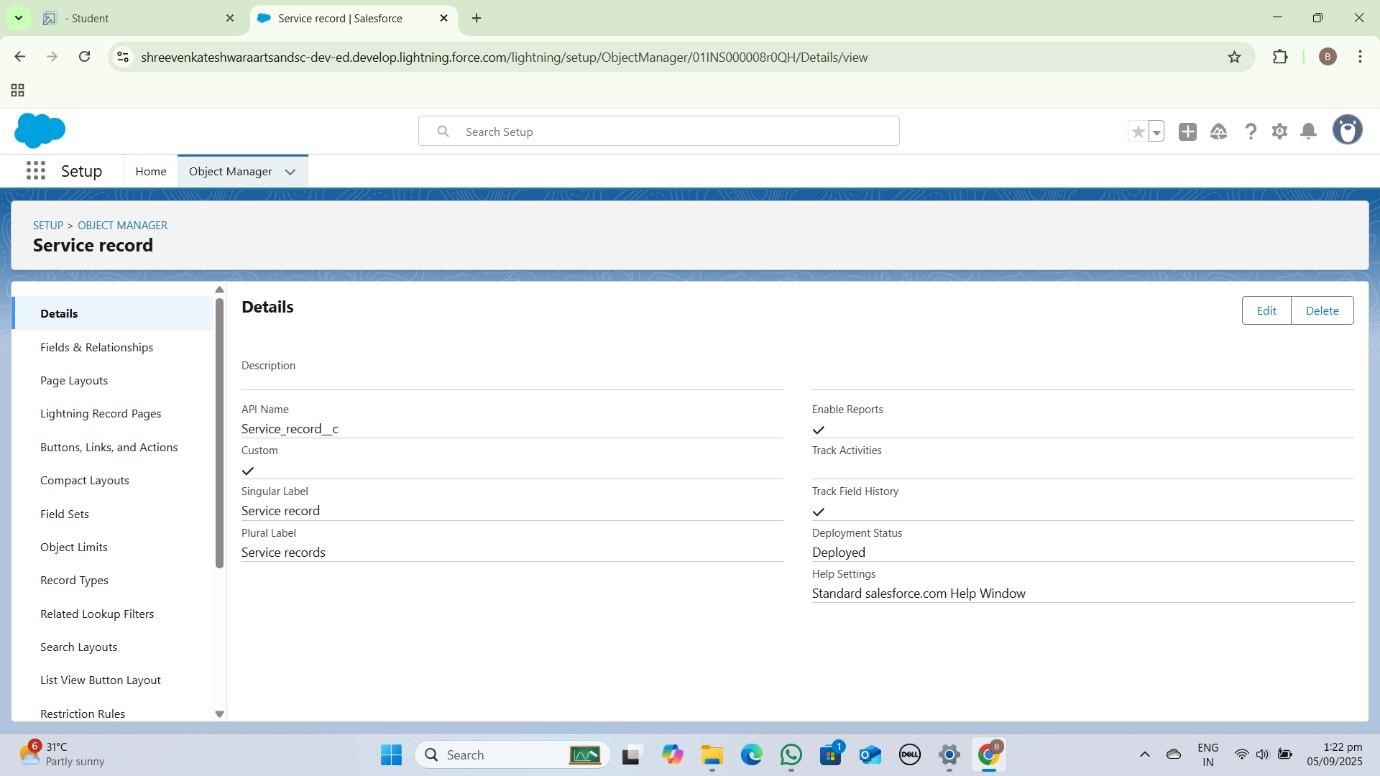 - Student
Service record | Salesforce
shreevenkateshwaraartsandsc-dev-ed.develop.lightning.force.com/lightning/setup/ObjectManager/01INS000008r0QH/Details/view
B
Search Setup
Setup
Home
Object Manager
SETUP > OBJECT MANAGER
Service record
Details
Fields & Relationships
Page Layouts
Lightning Record Pages
Buttons, Links, and Actions
Compact Layouts
Field Sets
Object Limits
Record Types
Related Lookup Filters
Search Layouts
List View Button Layout
Restriction Rules
Details
Edit
Delete
Description
API Name
Service_record__c
Custom
Singular Label
Service record
Plural Label
Service records
Enable Reports
Track Activities
Track Field History
Deployment Status
Deployed
Help Settings
Standard salesforce.com Help Window
6
31°C
Partly sunny
Search
1
DELL
B
ENG
IN
1:22 pm
05/09/2025